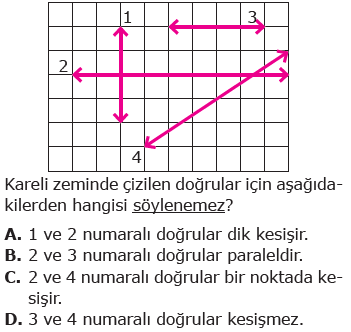 1
3
2
4
Kareli zeminde çizilen doğrular için aşağıda-
kilerden hangisi söylenemez?
A. 1 ve 2 numaralı doğrular dik kesişir.
B. 2 ve 3 numaralı doğrular paraleldir.
C. 2 ve 4 numaralı doğrular bir noktada ke-
sişir.
D. 3 ve 4 numaralı doğrular kesişmez.